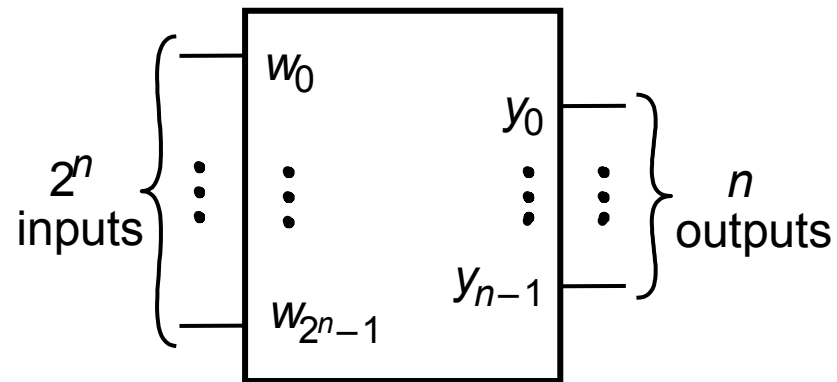 w₀
y₀
2ⁿ
inputs
n
outputs
yₙ₋₁
w₂ⁿ₋₁